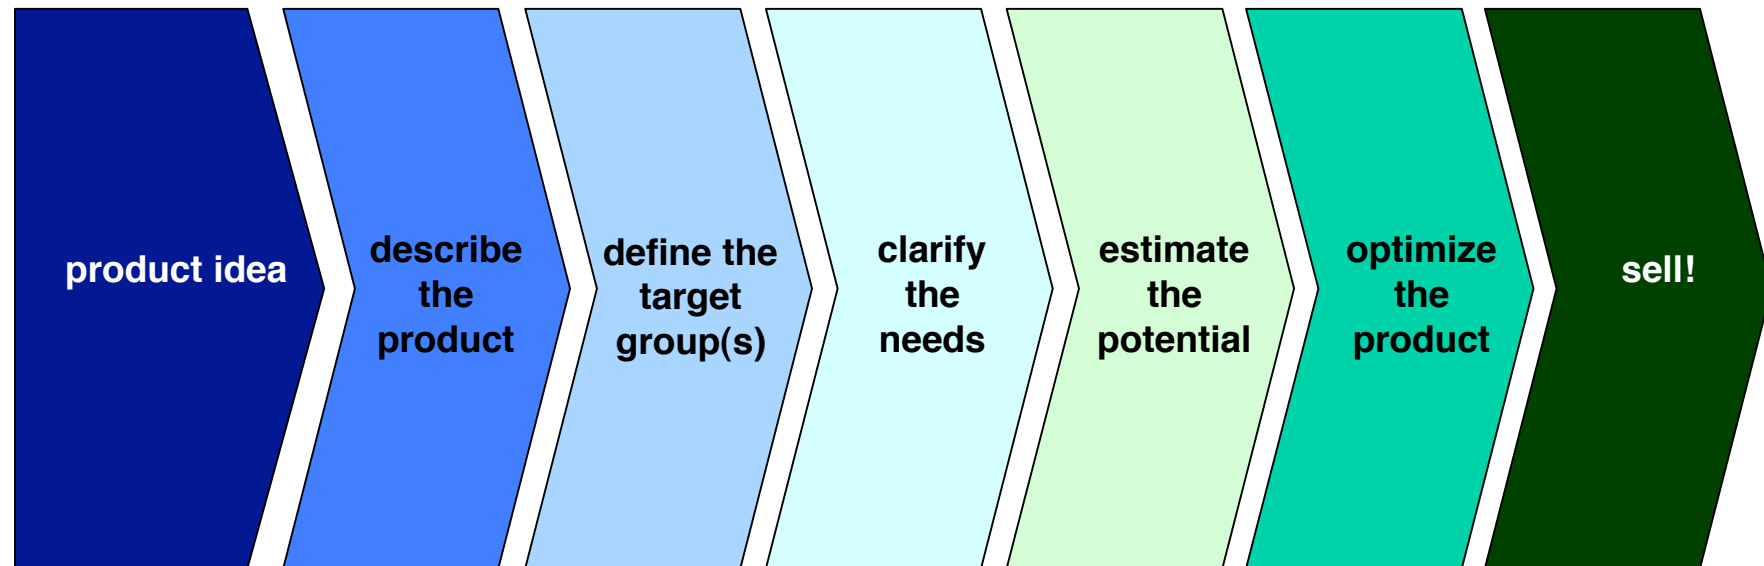 product idea
describe
the
product
define the
target
group(s)
clarify
the
needs
estimate
the
potential
optimize
the
product
sell!